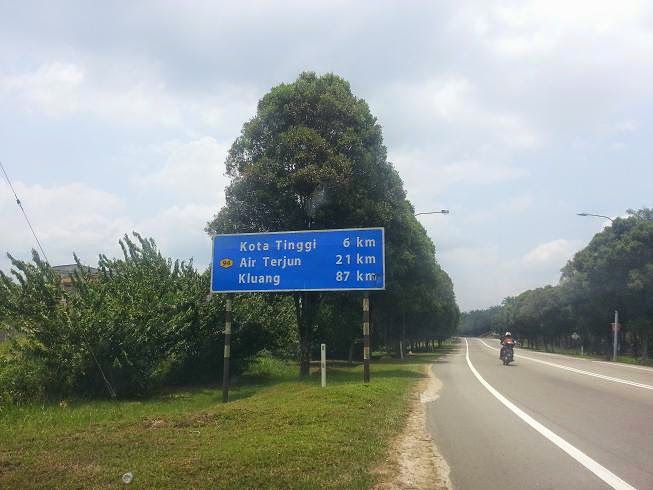 Kota Tinggi 6 km
94 Air Terjun 21 km
Kluang 87 km